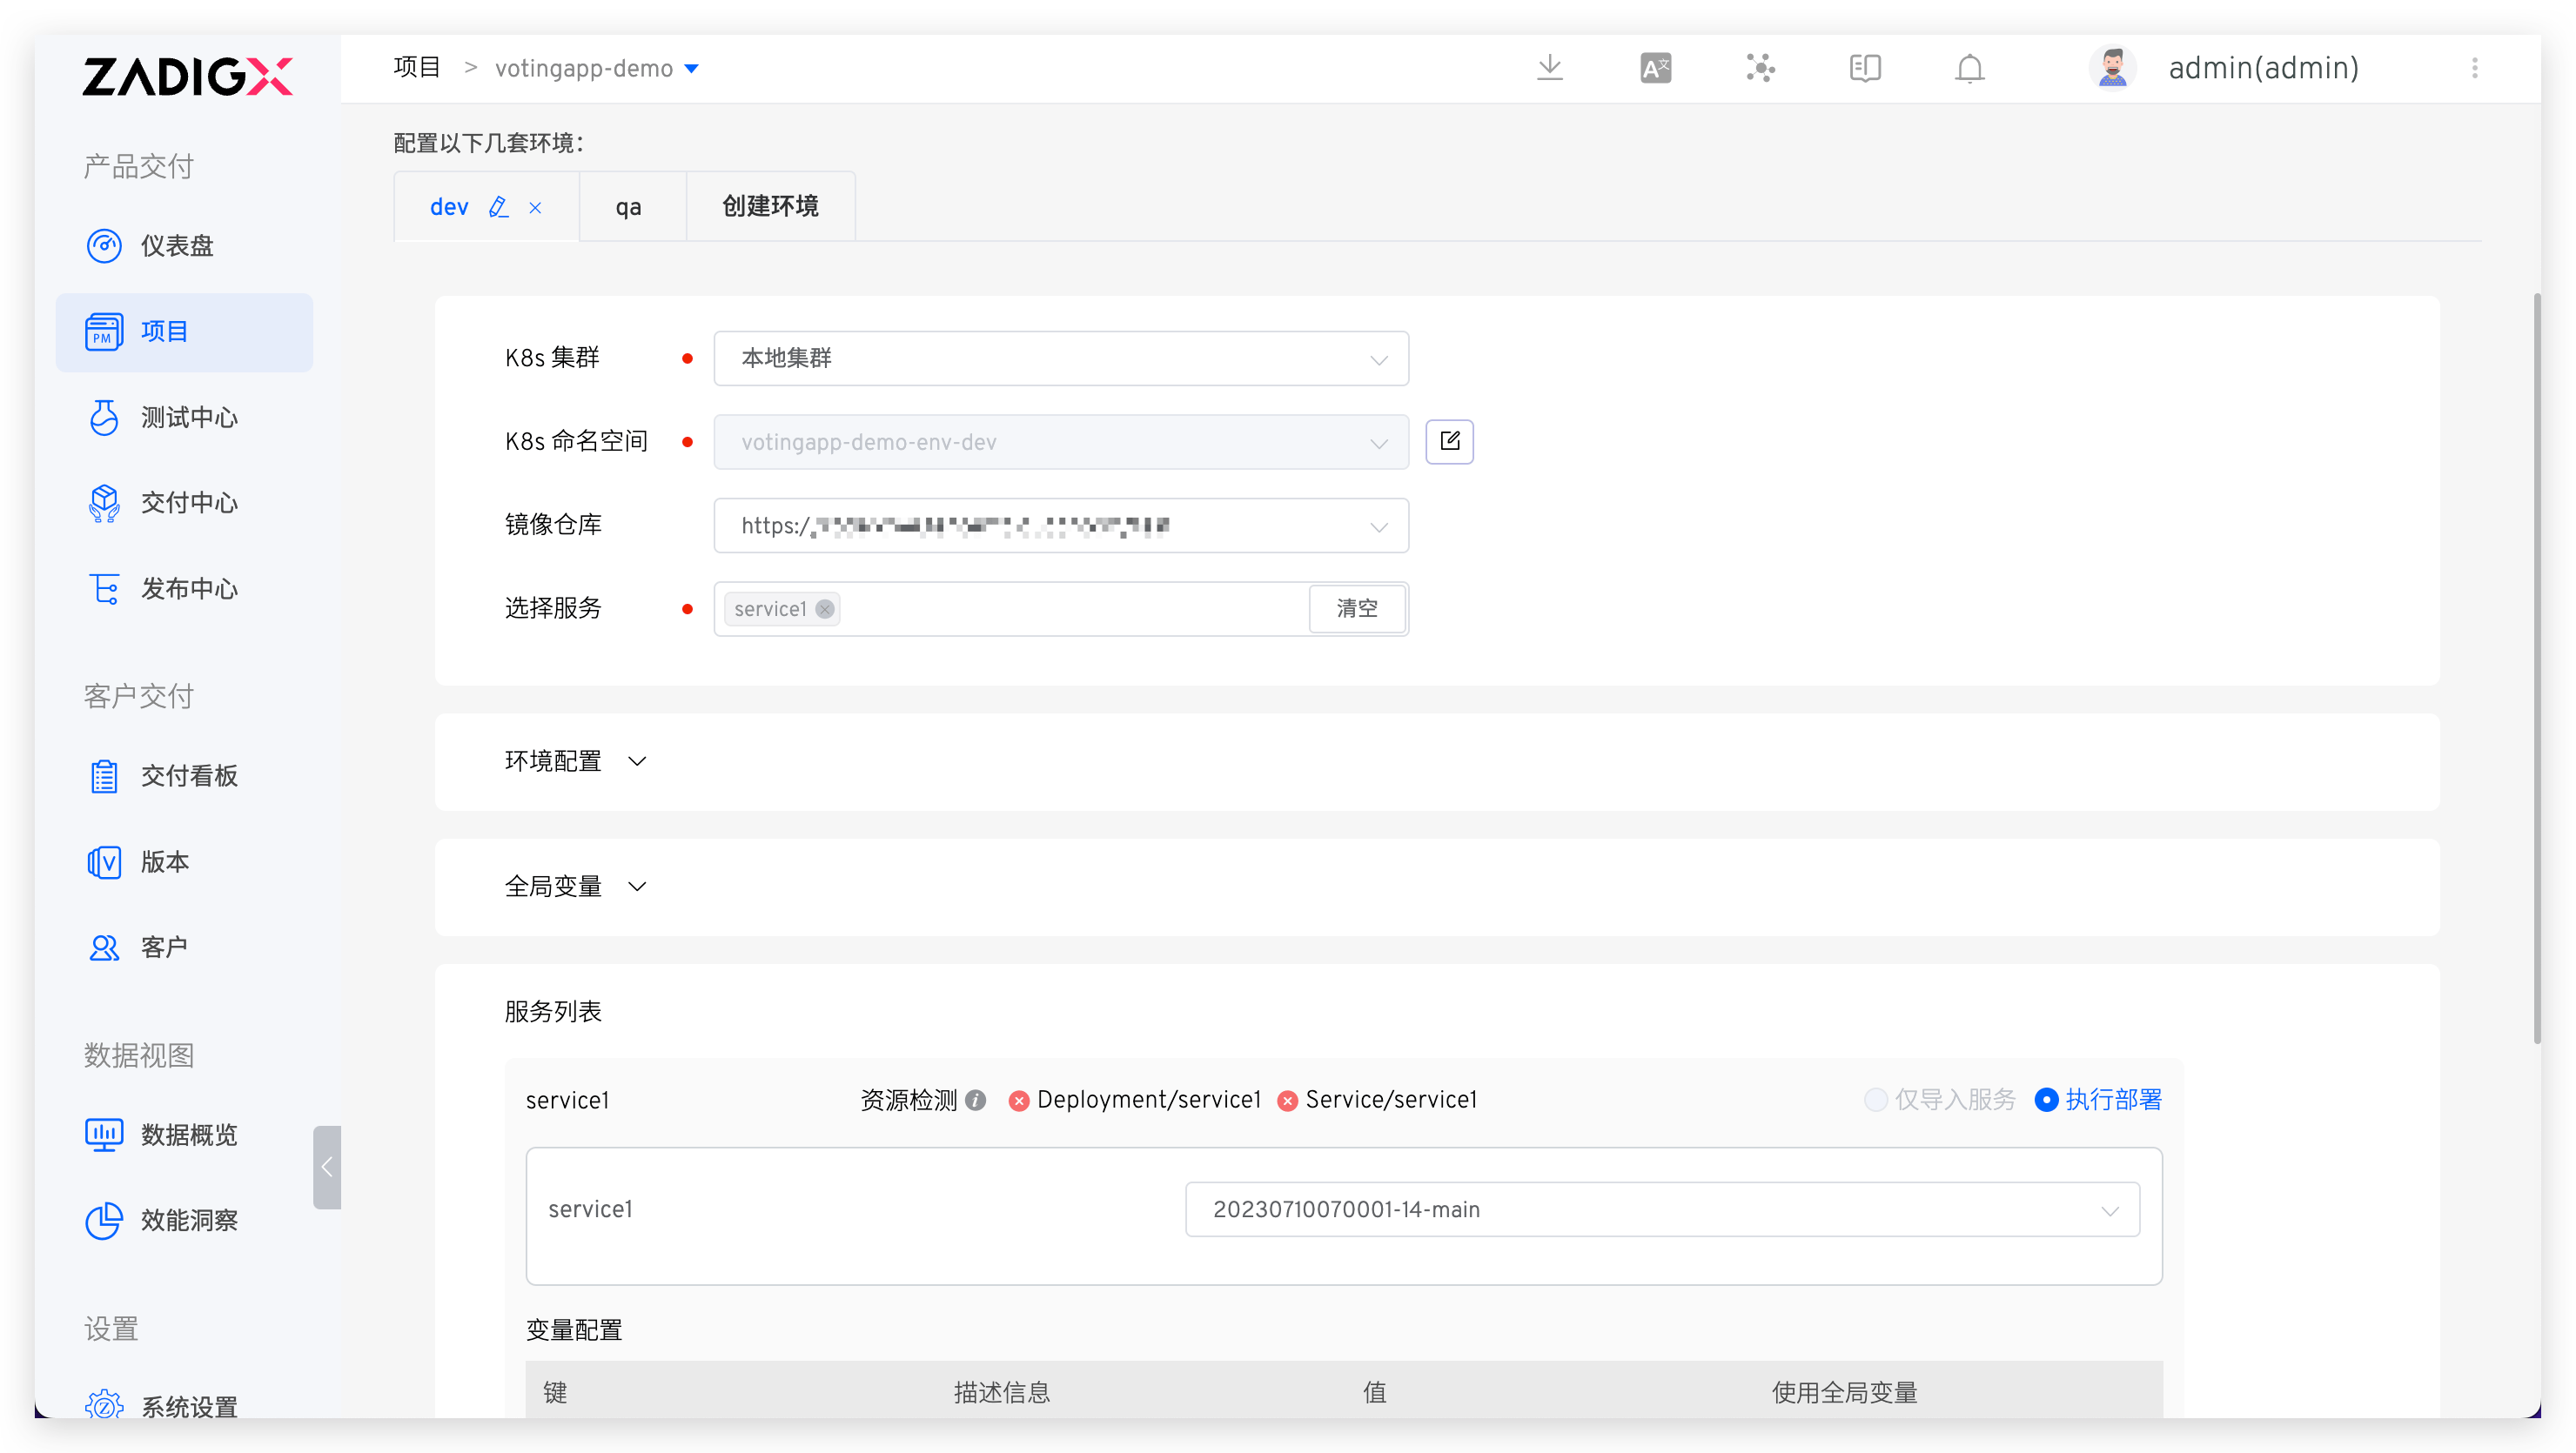 ZADIGX
项目 > votingapp-demo
admin(admin)
产品交付
仪表盘
PM 项目
测试中心
交付中心
发布中心
客户交付
交付看板
V 版本
客户
数据视图
数据概览
效能洞察
设置
Z 系统设置
配置以下几套环境：
dev
qa
创建环境
K8s 集群 本地集群
K8s 命名空间 votingapp-demo-env-dev
镜像仓库 https:/
选择服务 service1 清空
环境配置
全局变量
服务列表
service1 资源检测 Deployment/service1 Service/service1 仅导入服务 执行部署
service1 20230710070001-14-main
变量配置
键 描述信息 值 使用全局变量